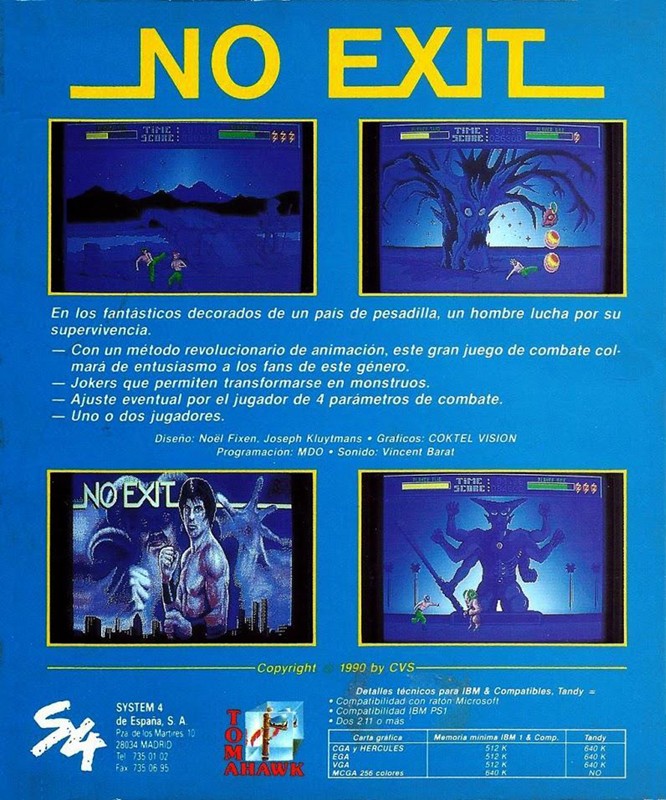 NO EXIT
TIME:
SCORE:
TIME:
SCORE:
En los fantásticos decorados de un país de pesadilla, un hombre lucha por su
supervivencia.
— Con un método revolucionario de animación, este gran juego de combate col-
mará de entusiasmo a los fans de este género.
— Jokers que permiten transformarse en monstruos.
— Ajuste eventual por el jugador de 4 parámetros de combate.
— Uno o dos jugadores.
Diseño: Noël Fixen, Joseph Kluytmans • Graficos: COKTEL VISION
Programación: MDO • Sonido: Vincent Barat
NO EXIT
TIME:
SCORE:
Copyright © 1990 by CVS
SYSTEM 4
de España, S. A.
Pza de los Martires 10
28034 MADRID
Tel 735 01 02
Fax 735 06 95
S4
TOMAHAWK
Detalles técnicos para IBM & Compatibles, Tandy =
• Compatibilidad con ratón Microsoft
• Compatibilidad IBM PS1
• Dos 2.11 o más
Carta gráfica Memoria mínima IBM 1 & Comp. Tandy
CGA y HERCULES 512 K 640 K
EGA 512 K 640 K
VGA 512 K 640 K
MCGA 256 colores 640 K NO